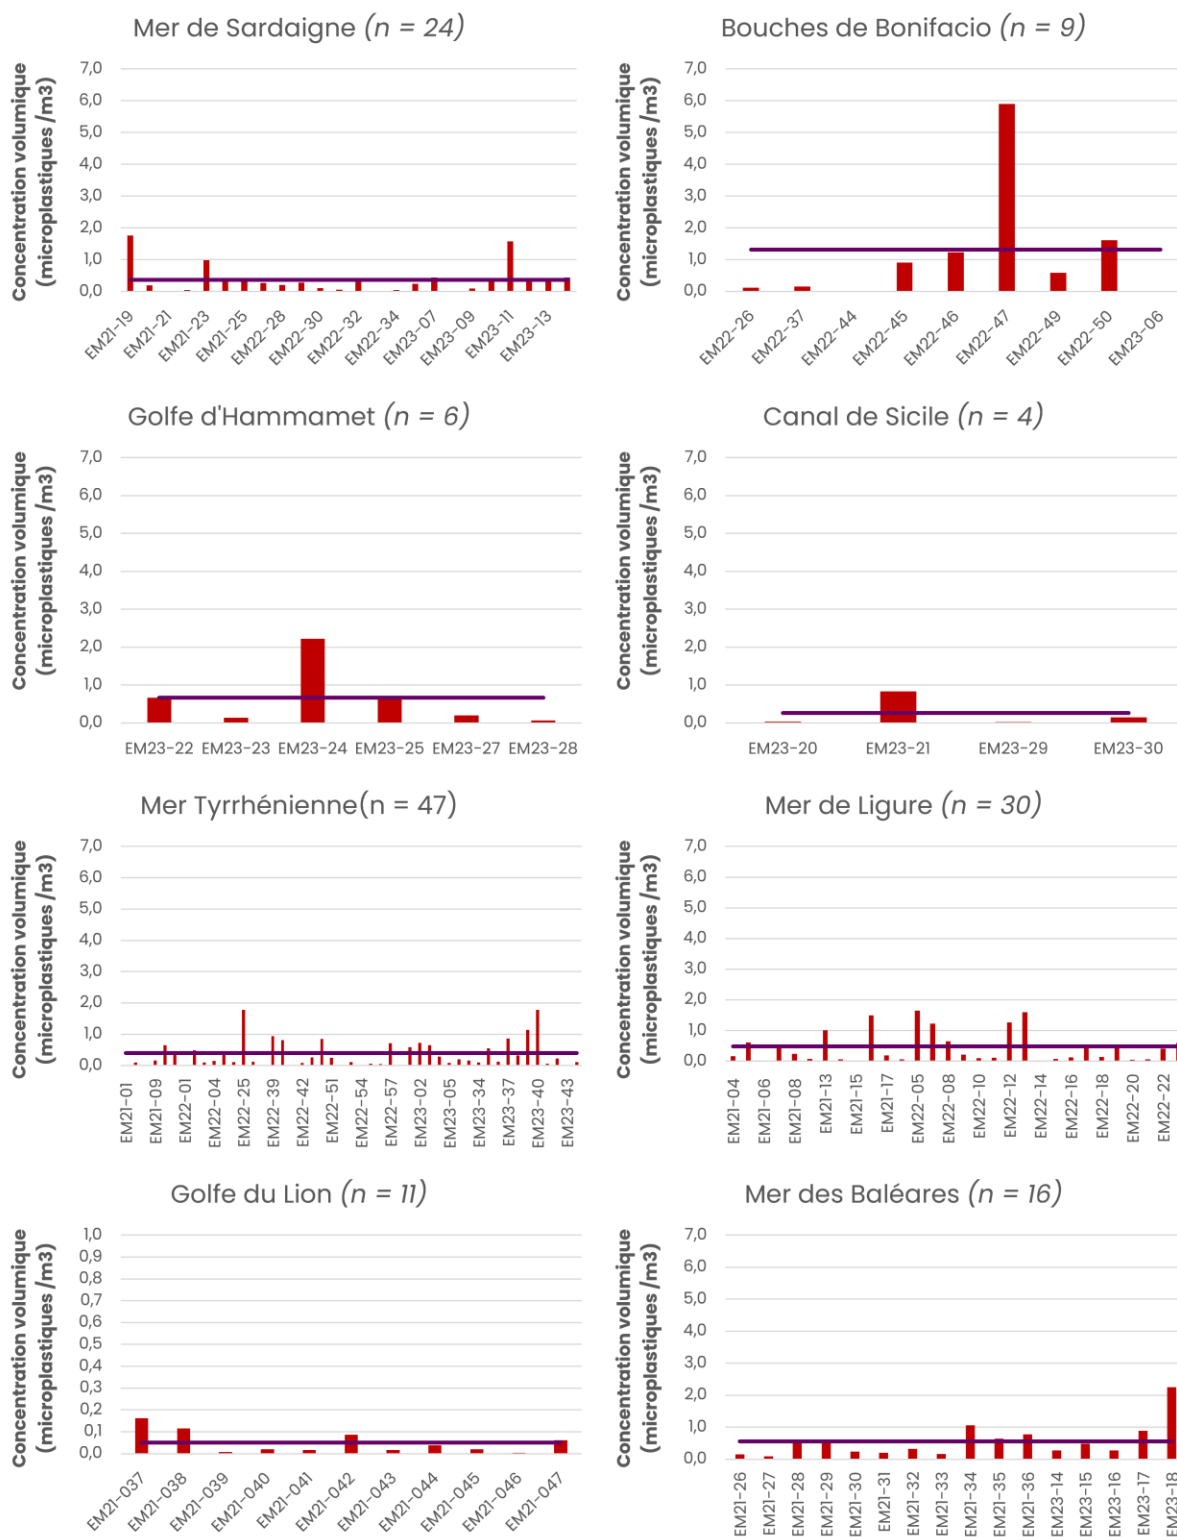 Mer de Sardaigne (n = 24)
Concentration volumique
(microplastiques /m3)
7,0
6,0
5,0
4,0
3,0
2,0
1,0
0,0
EM21-19
EM21-21
EM21-23
EM21-25
EM22-28
EM22-30
EM22-32
EM22-34
EM23-07
EM23-09
EM23-11
EM23-13
Bouches de Bonifacio (n = 9)
Concentration volumique
(microplastiques /m3)
7,0
6,0
5,0
4,0
3,0
2,0
1,0
0,0
EM22-26
EM22-37
EM22-44
EM22-45
EM22-46
EM22-47
EM22-49
EM22-50
EM23-06
Golfe d'Hammamet (n = 6)
Concentration volumique
(microplastiques /m3)
7,0
6,0
5,0
4,0
3,0
2,0
1,0
0,0
EM23-22
EM23-23
EM23-24
EM23-25
EM23-27
EM23-28
Canal de Sicile (n = 4)
Concentration volumique
(microplastiques /m3)
7,0
6,0
5,0
4,0
3,0
2,0
1,0
0,0
EM23-20
EM23-21
EM23-29
EM23-30
Mer Tyrrhénienne(n = 47)
Concentration volumique
(microplastiques /m3)
7,0
6,0
5,0
4,0
3,0
2,0
1,0
0,0
EM21-01
EM21-09
EM22-01
EM22-04
EM22-25
EM22-42
EM22-51
EM22-54
EM22-57
EM23-02
EM23-05
EM23-34
EM23-37
EM23-40
EM23-43
Mer de Ligure (n = 30)
Concentration volumique
(microplastiques /m3)
7,0
6,0
5,0
4,0
3,0
2,0
1,0
0,0
EM21-04
EM21-06
EM21-08
EM21-13
EM21-15
EM21-17
EM22-05
EM22-08
EM22-10
EM22-12
EM22-14
EM22-16
EM22-18
EM22-20
EM22-22
Golfe du Lion (n = 11)
Concentration volumique
(microplastiques /m3)
1,0
0,9
0,8
0,7
0,6
0,5
0,4
0,3
0,2
0,1
0,0
EM21-037
EM21-038
EM21-039
EM21-040
EM21-041
EM21-042
EM21-043
EM21-044
EM21-045
EM21-046
EM21-047
Mer des Baléares (n = 16)
Concentration volumique
(microplastiques /m3)
7,0
6,0
5,0
4,0
3,0
2,0
1,0
0,0
EM21-26
EM21-27
EM21-28
EM21-29
EM21-30
EM21-31
EM21-32
EM21-33
EM21-34
EM21-35
EM21-36
EM23-14
EM23-15
EM23-16
EM23-17
EM23-18